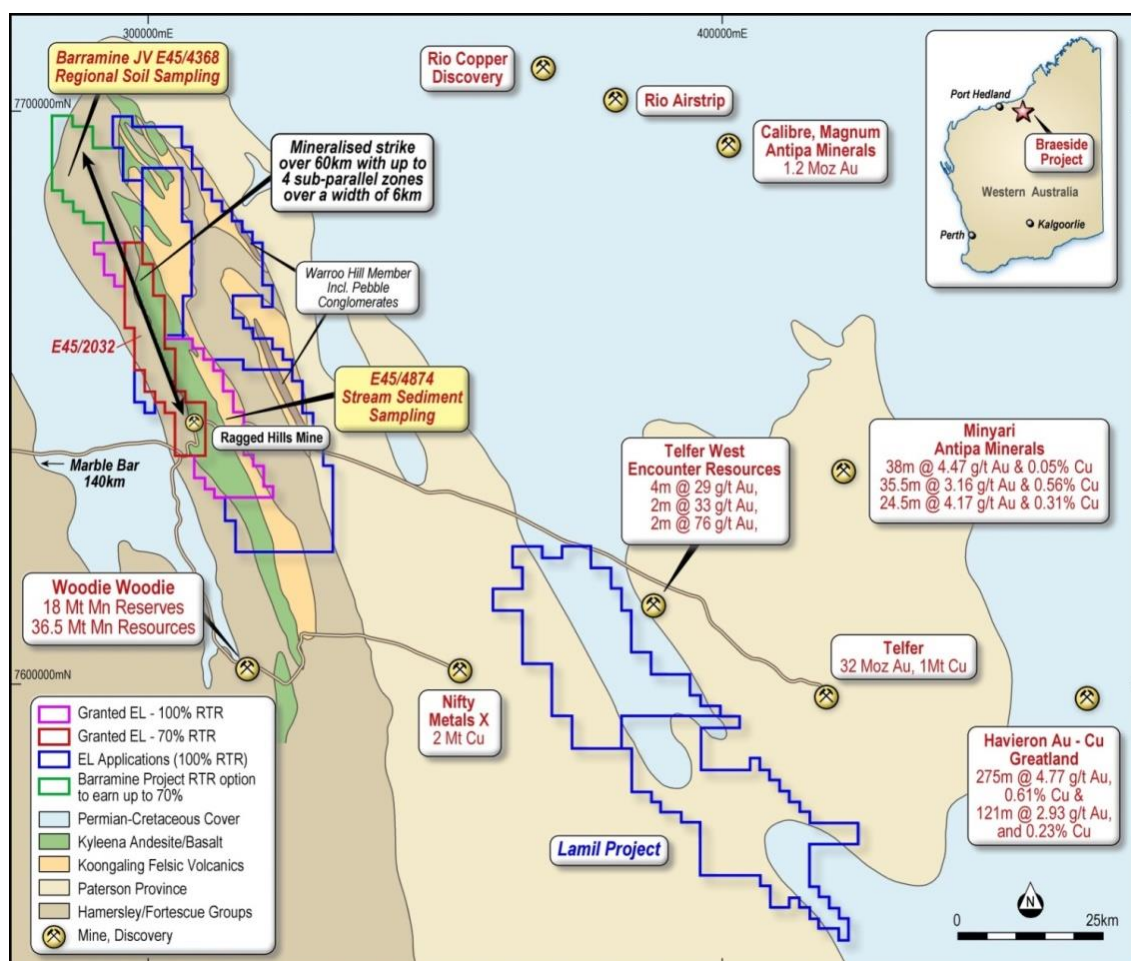 300000mE
400000mE
7700000mN
7600000mN
Barramine JV E45/4368
Regional Soil Sampling
Rio Copper
Discovery
Rio Airstrip
Calibre, Magnum
Antipa Minerals
1.2 Moz Au
Port Hedland
Braeside
Project
Western Australia
Kalgoorlie
Perth
Mineralised strike
over 60km with up to
4 sub-parallel zones
over a width of 6km
Warroo Hill Member
Incl. Pebble
Conglomerates
E45/2032
E45/4874
Stream Sediment
Sampling
Ragged Hills Mine
Marble Bar
140km
Telfer West
Encounter Resources
4m @ 29 g/t Au,
2m @ 33 g/t Au,
2m @ 76 g/t Au,
Minyari
Antipa Minerals
38m @ 4.47 g/t Au & 0.05% Cu
35.5m @ 3.16 g/t Au & 0.56% Cu
24.5m @ 4.17 g/t Au & 0.31% Cu
Woodie Woodie
18 Mt Mn Reserves
36.5 Mt Mn Resources
Nifty
Metals X
2 Mt Cu
Telfer
32 Moz Au, 1Mt Cu
Havieron Au - Cu
Greatland
275m @ 4.77 g/t Au,
0.61% Cu &
121m @ 2.93 g/t Au,
and 0.23% Cu
Lamil Project
Granted EL - 100% RTR
Granted EL - 70% RTR
EL Applications (100% RTR)
Barramine Project RTR option
to earn up to 70%
Permian-Cretaceous Cover
Kyleena Andesite/Basalt
Koongaling Felsic Volcanics
Paterson Province
Hamersley/Fortescue Groups
Mine, Discovery
N
0
25km